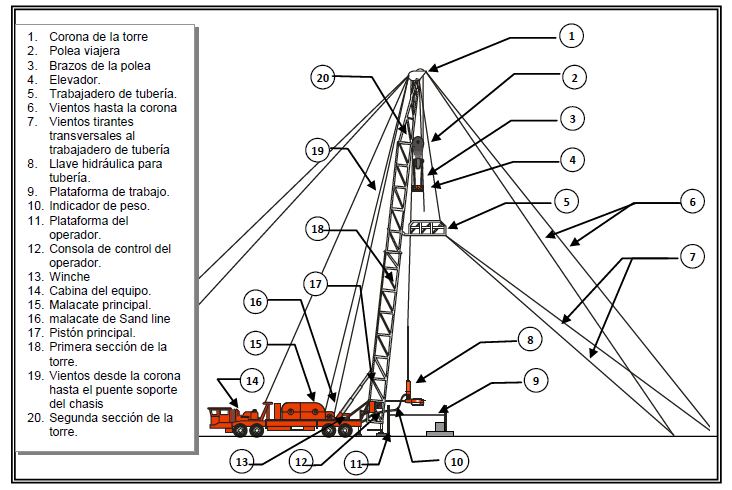 1. Corona de la torre
2. Polea viajera
3. Brazos de la polea
4. Elevador.
5. Trabajadero de tubería.
6. Vientos hasta la corona
7. Vientos tirantes
transversales al
trabajadero de tubería
8. Llave hidráulica para
tubería.
9. Plataforma de trabajo.
10. Indicador de peso.
11. Plataforma del
operador.
12. Consola de control del
operador.
13. Winche
14. Cabina del equipo.
15. Malacate principal.
16. malacate de Sand line
17. Pistón principal.
18. Primera sección de la
torre.
19. Vientos desde la corona
hasta el puente soporte
del chasis
20. Segunda sección de la
torre.
1
20
2
3
19
4
5
6
18
7
17
16
15
8
14
9
13
12
11
10